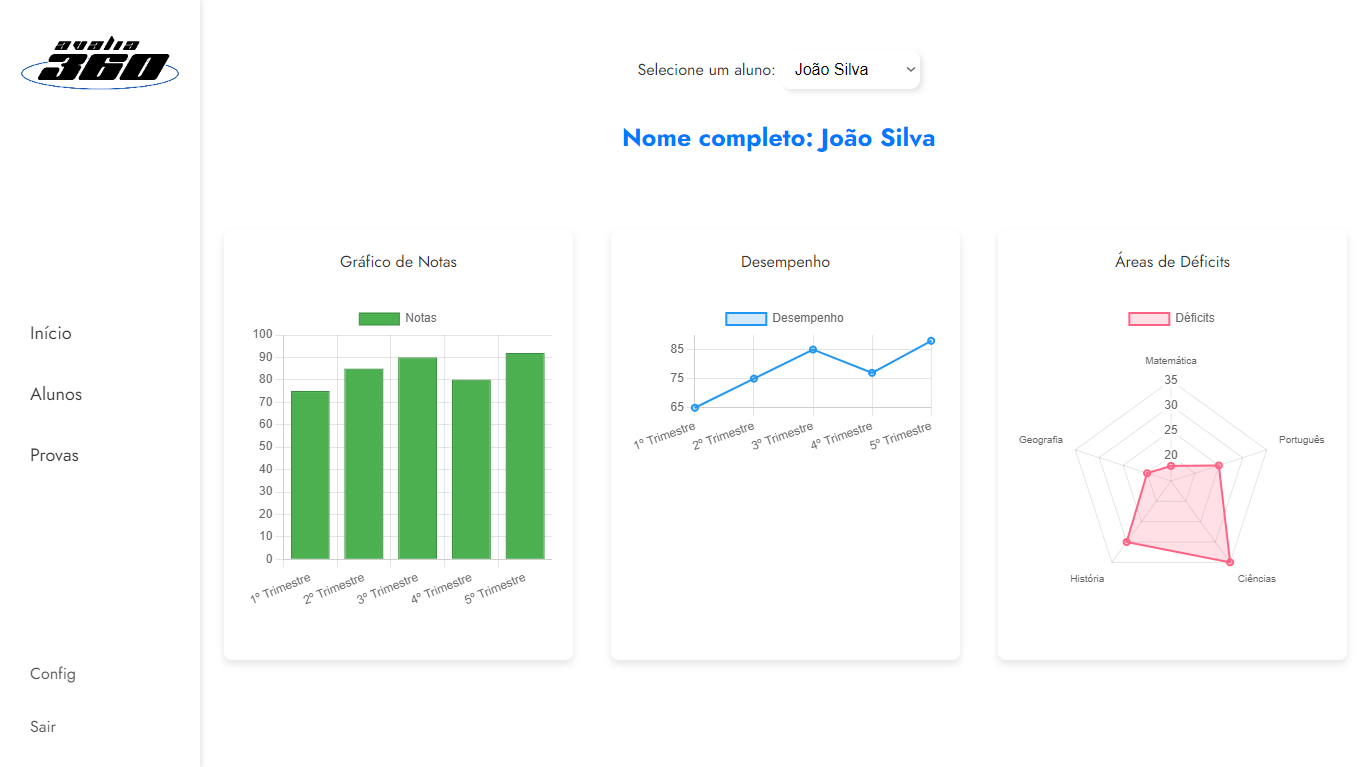 avalia
360
Selecione um aluno: João Silva
Nome completo: João Silva
Início
Alunos
Provas
Config
Sair
Gráfico de Notas
Notas
100
90
80
70
60
50
40
30
20
10
0
1º Trimestre
2º Trimestre
3º Trimestre
4º Trimestre
5º Trimestre
Desempenho
Desempenho
85
75
65
1º Trimestre
2º Trimestre
3º Trimestre
4º Trimestre
5º Trimestre
Áreas de Déficits
Déficits
Matemática
35
30
25
20
Geografia
Português
História
Ciências